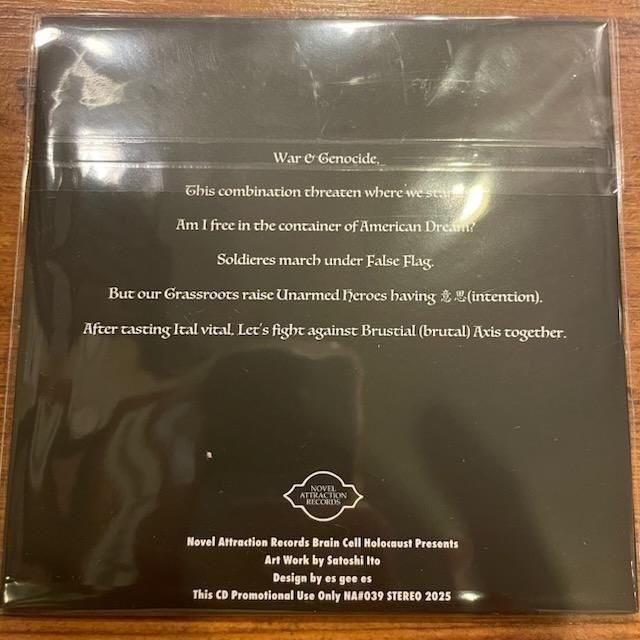 War & Genocide,
This combination threaten where we
Am I free in the container of American Dream?
Soldieres march under False Flag.
But our Grassroots raise Unarmed Heroes having 意思(intention).
After tasting Ital vital, Let's fight against Brustial (brutal) Axis together.
NOVEL
ATTRACTION
RECORDS
Novel Attraction Records Brain Cell Holocaust Presents
Art Work by Satoshi Ito
Design by es gee es
This CD Promotional Use Only NA#039 STEREO 2025